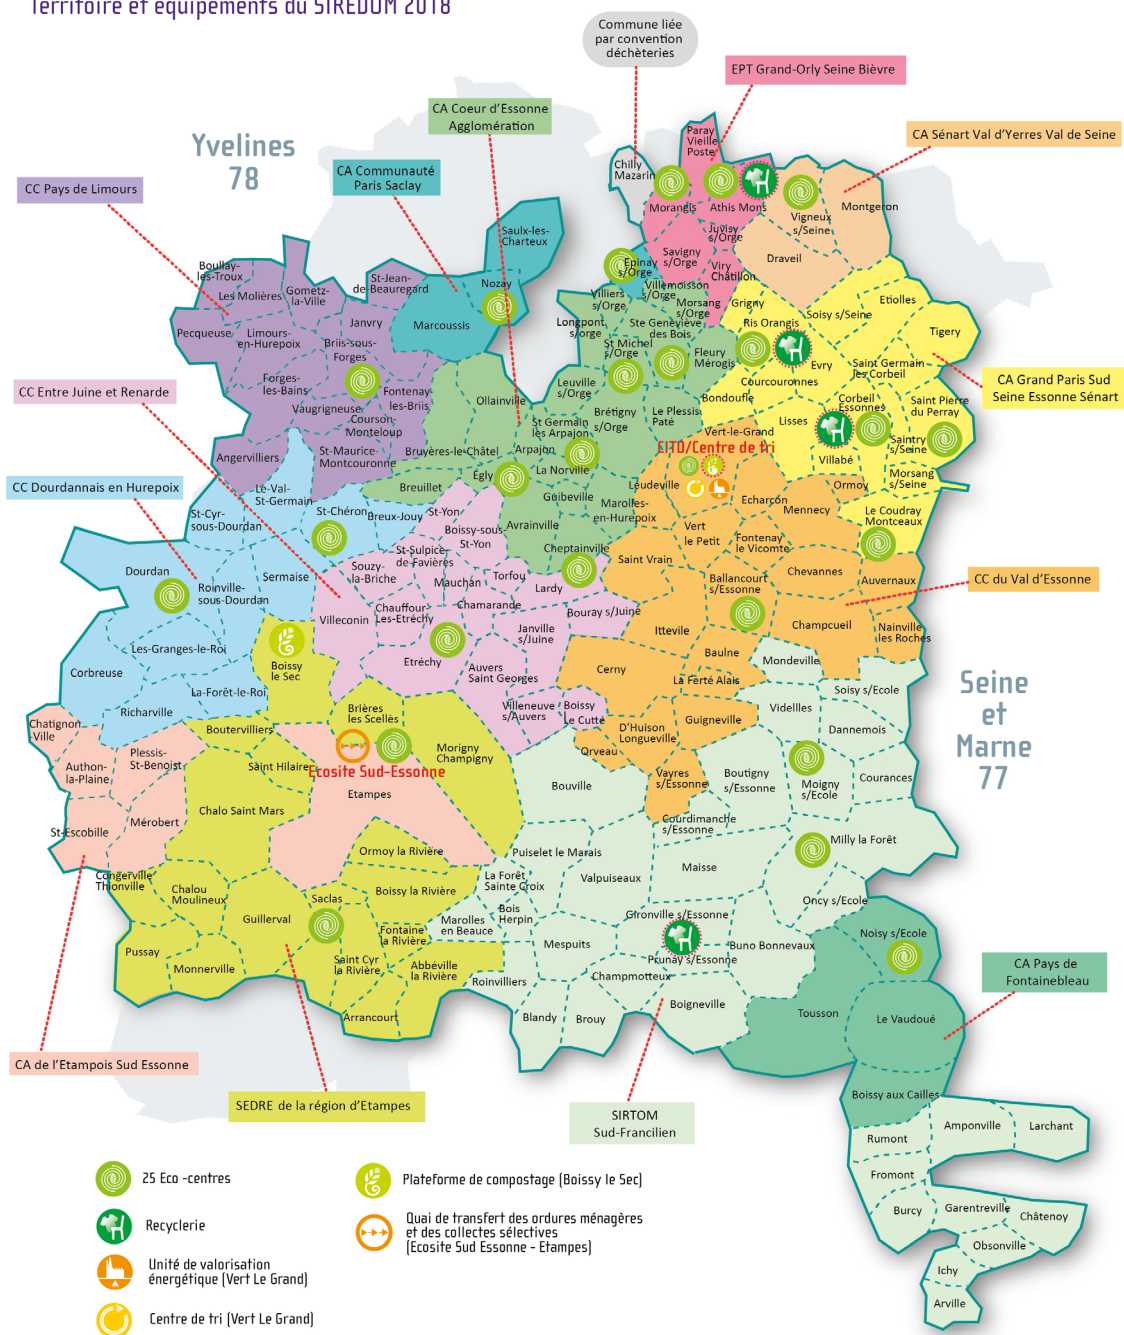 Territoire et équipements du SIREDOM 2018
Commune liée
par convention
déchèteries
EPT Grand-Orly Seine Bièvre
CA Coeur d'Essonne
Agglomération
CA Sénart Val d'Yerres Val de Seine
Yvelines
78
CA Communauté
Paris Saclay
CC Pays de Limours
Paray
Vieille
Poste
Chilly
Mazarin
Morangis
Athis Mons
Vigneux
s/Seine
Montgeron
Saulx-les-
Charteux
Juvisy
s/Orge
Savigny
s/Orge
Draveil
Epinay
s/Orge
Viry
Châtillon
Boullay-
les-Troux
Les Molières
Gometz-
la-Ville
St-Jean-
de-Beauregard
Nozay
Villiers
s/Orge
Villemoisson
s/Orge
Morsang
s/Orge
Grigny
Etiolles
Soisy s/Seine
Pecqueuse
Limours-
en-Hurepoix
Janvry
Marcoussis
Longpont
s/orge
Ste Geneviève
des Bois
Ris Orangis
Tigery
Briis-sous-
Forges
St Michel
s/Orge
Fleury
Mérogis
Evry
Saint Germain
les Corbeil
CC Entre Juine et Renarde
Forges-
les-Bains
Fontenay-
les-Briis
Ollainville
Leuville
s/Orge
Courcouronnes
Bondoufle
CA Grand Paris Sud
Seine Essonne Sénart
Vaugrigneuse
Courson-
Monteloup
St Germain
les Arpajon
Brétigny
s/Orge
Le Plessis
Paté
Lisses
Corbeil
Essonnes
Saint Pierre
du Perray
Angervilliers
St-Maurice-
Montcouronne
Bruyères-le-Châtel
Arpajon
Vert-le-Grand
CITD/Centre de tri
Villabé
Saintry
s/Seine
CC Dourdannais en Hurepoix
Le-Val-
St-Germain
Breuillet
Égly
La Norville
Leudeville
Ormoy
Morsang
s/Seine
St-Cyr-
sous-Dourdan
St-Chéron
Breux-Jouy
St-Yon
Guibeville
Marolles-
en-Hurepoix
Echarcon
Mennecy
Le Coudray
Montceaux
Boissy-sous-
St-Yon
Avrainville
Vert
le Petit
Fontenay
le Vicomte
St-Sulpice-
de-Favières
Cheptainville
Saint Vrain
Dourdan
Roinville-
sous-Dourdan
Sermaise
Souzy-
la-Briche
Mauchan
Torfou
Lardy
Ballancourt
s/Essonne
Chevannes
Auvernaux
CC du Val d'Essonne
Villeconin
Chauffour-
Les-Etréchy
Chamarande
Bouray s/Juine
Janville
s/Juine
Itteville
Champcueil
Nainville
les Roches
Les-Granges-le-Roi
Boissy
le Sec
Etréchy
Auvers
Saint Georges
Cerny
Baulne
Mondeville
Corbreuse
La-Forêt-le-Roi
La Ferté Alais
Soisy s/Ecole
Seine
et
Marne
77
Richarville
Brières
les Scellès
Villeneuve
s/Auvers
Boissy
Le Cutté
D'Huison
Longueville
Guigneville
Videllles
Dannemois
Chatignon
-Ville
Boutervilliers
Orveau
Plessis-
St-Benoist
Authon-
la-Plaine
Saint Hilaire
Ecosite Sud-Essonne
Morigny
Champigny
Vayres
s/Essonne
Boutigny
s/Essonne
Moigny
s/Ecole
Courances
Bouville
Etampes
St-Escobille
Mérobert
Chalo Saint Mars
Courdimanche
s/Essonne
Milly la Forêt
Ormoy la Rivière
Puiselet le Marais
Maisse
Congerville
Thionville
Chalou
Moulineux
Boissy la Rivière
La Forêt
Sainte Croix
Valpuiseaux
Oncy s/Ecole
Saclas
Guillerval
Bois
Herpin
Marolles
en Beauce
Gironville s/Essonne
Fontaine
la Rivière
Mespuits
Buno Bonnevaux
Noisy s/Ecole
Pussay
Monnerville
Saint Cyr
la Rivière
Abbéville
la Rivière
Prunay s/Essonne
CA Pays de
Fontainebleau
Roinvilliers
Champmotteux
Boigneville
Arrancourt
Blandy
Brouy
Tousson
Le Vaudoué
CA de l'Etampois Sud Essonne
SEDRE de la région d'Etampes
SIRTOM
Sud-Francilien
Boissy aux Cailles
Rumont
Amponville
Larchant
Fromont
Burcy
Garentreville
Châtenoy
Obsonville
Ichy
Arville
25 Eco -centres
Recyclerie
Unité de valorisation
énergétique (Vert Le Grand)
Centre de tri (Vert Le Grand)
Plateforme de compostage (Boissy le Sec)
Quai de transfert des ordures ménagères
et des collectes sélectives
(Ecosite Sud Essonne - Etampes)